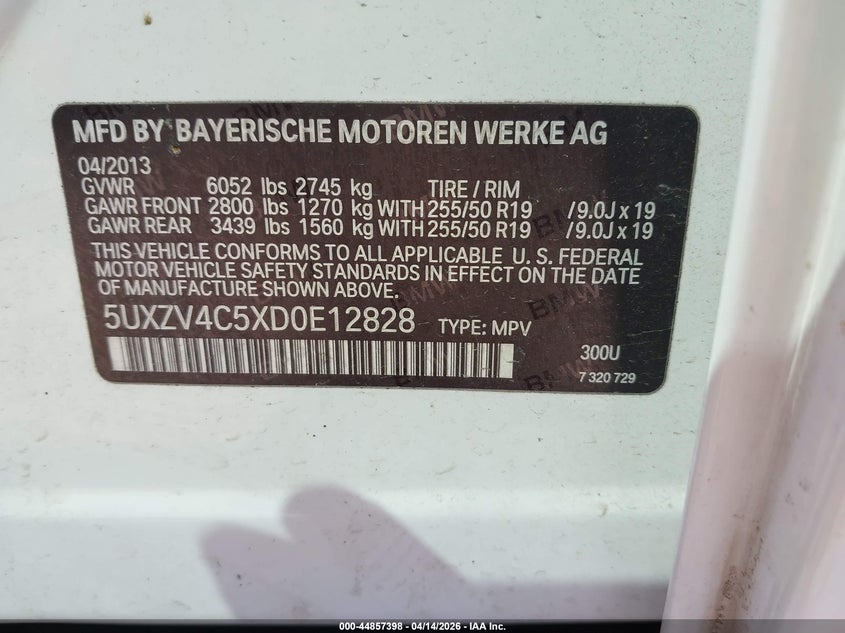 MFD BY BAYERISCHE MOTOREN WERKE AG
04/2013
GVWR 6052 lbs 2745 kg TIRE / RIM
GAWR FRONT 2800 lbs 1270 kg WITH 255/50 R19 /9.0J x 19
GAWR REAR 3439 lbs 1560 kg WITH 255/50 R19 /9.0J x 19
THIS VEHICLE CONFORMS TO ALL APPLICABLE U. S. FEDERAL
MOTOR VEHICLE SAFETY STANDARDS IN EFFECT ON THE DATE
OF MANUFACTURE SHOWN ABOVE.
5UXZV4C5XD0E12828 TYPE: MPV
300U
7 320 729
000-44857398 - 04/14/2026 - IAA Inc.